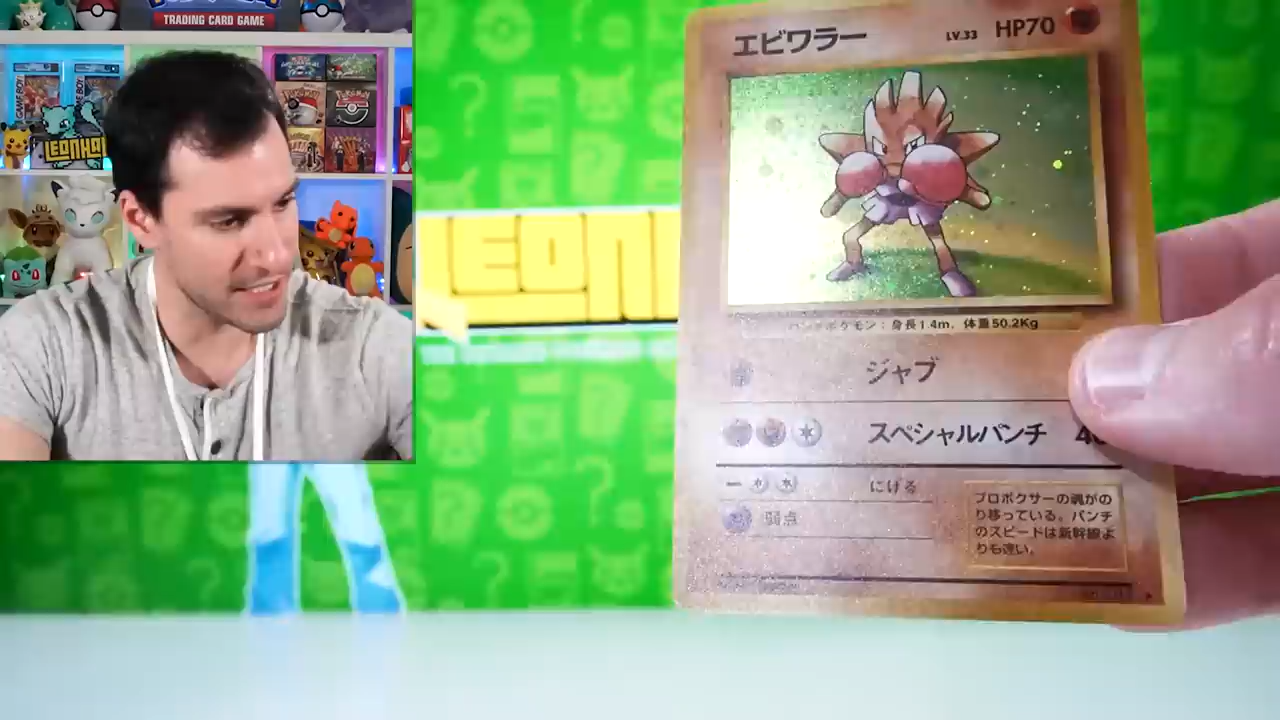 TRADING CARD GAME
LEONHA
LEON
エビワラー LV.33 HP70
パンチポケモン：身長1.4m, 体重50.2Kg
ジャブ
スペシャルパンチ
にげる
弱点
プロボクサーの魂がの
り移っている。パンチ
のスピードは新幹線よ
りも速い。